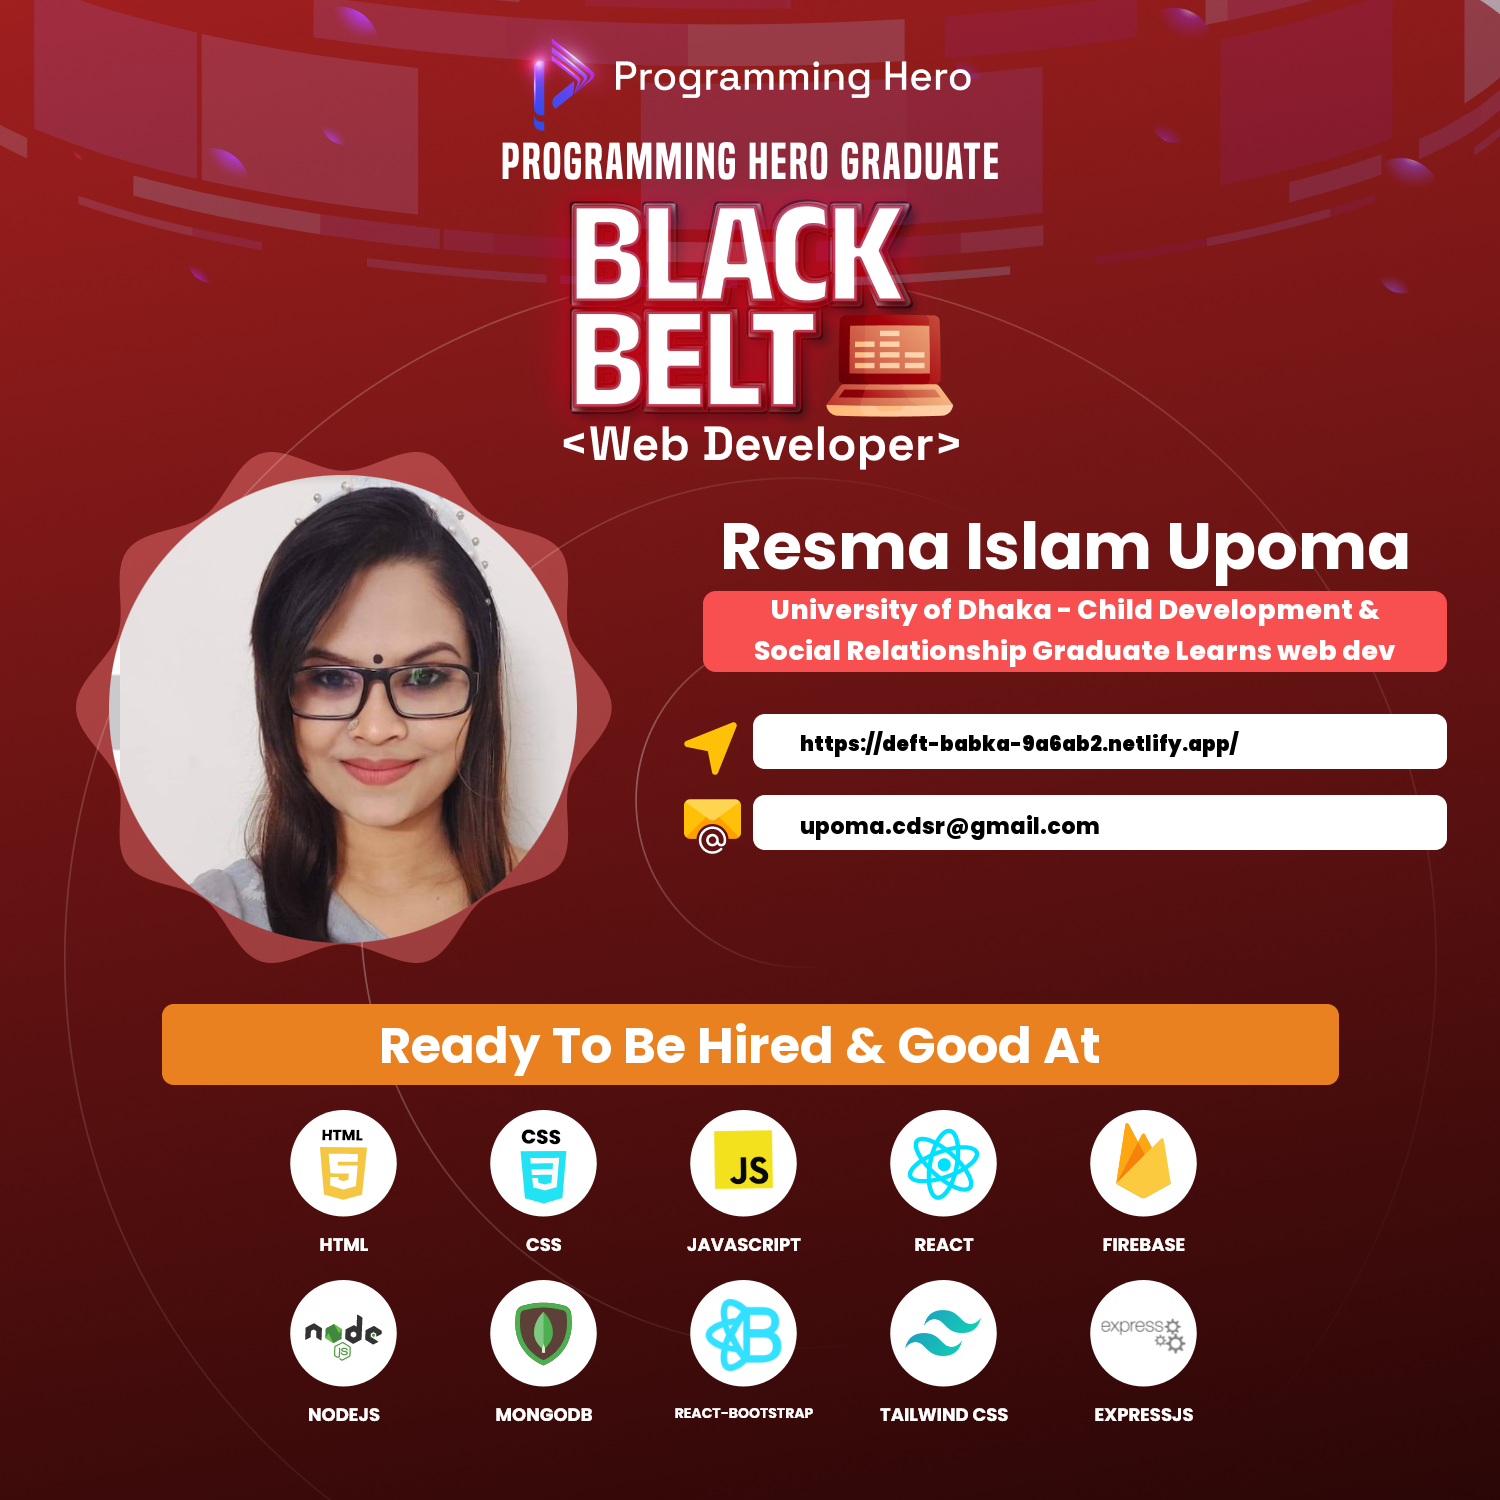 Programming Hero
PROGRAMMING HERO GRADUATE
BLACK
BELT
<Web Developer>
Resma Islam Upoma
University of Dhaka - Child Development &
Social Relationship Graduate Learns web dev
https://deft-babka-9a6ab2.netlify.app/
upoma.cdsr@gmail.com
Ready To Be Hired & Good At
HTML
5
CSS
3
JS
HTML
CSS
JAVASCRIPT
REACT
FIREBASE
node
JS
B
express
NODEJS
MONGODB
REACT-BOOTSTRAP
TAILWIND CSS
EXPRESSJS